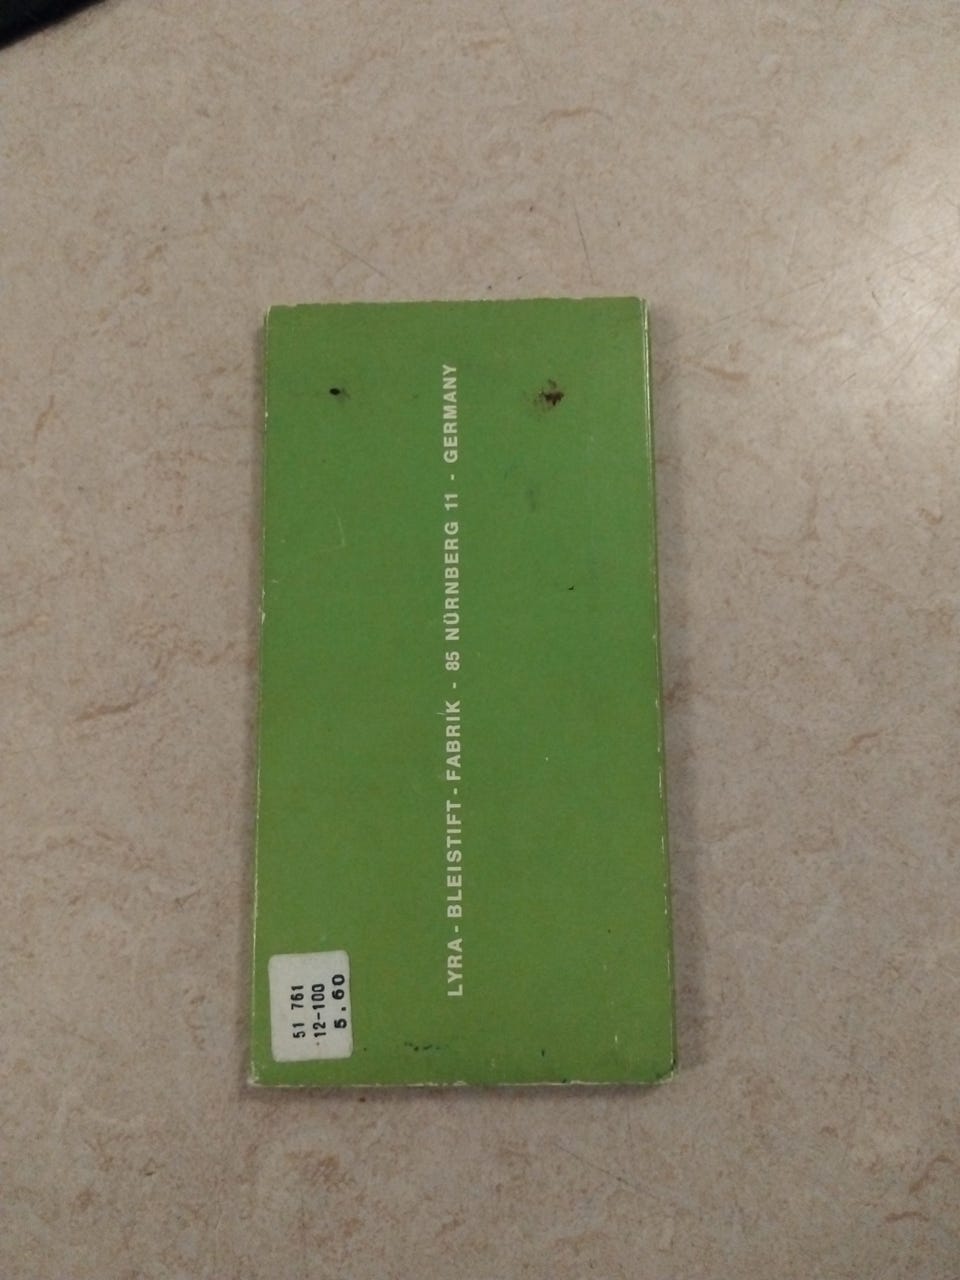 LYRA - BLEISTIFT - FABRIK - 85 NÜRNBERG 11 - GERMANY
51 761
12-100
5.60